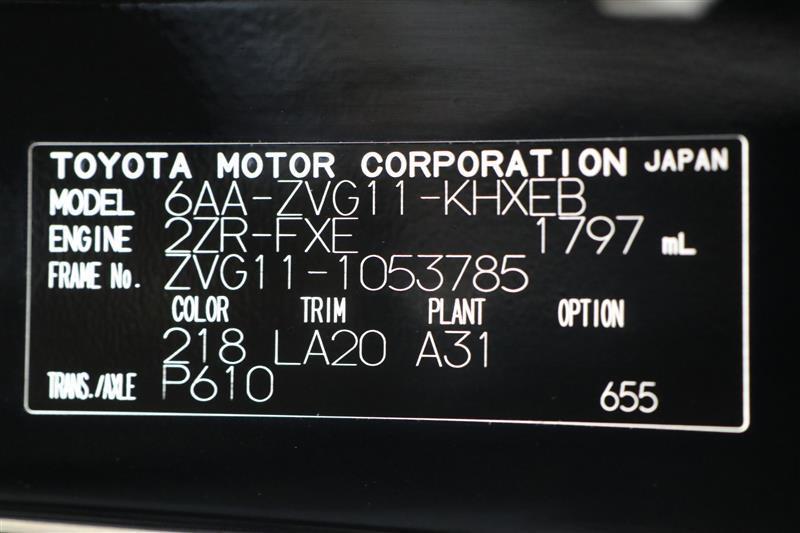 TOYOTA MOTOR CORPORATION JAPAN
MODEL 6AA-ZVG11-KHXEB
ENGINE 2ZR-FXE 1797 mL
FRAME No. ZVG11-1053785
COLOR TRIM PLANT OPTION
218 LA20 A31
TRANS./AXLE P610 655